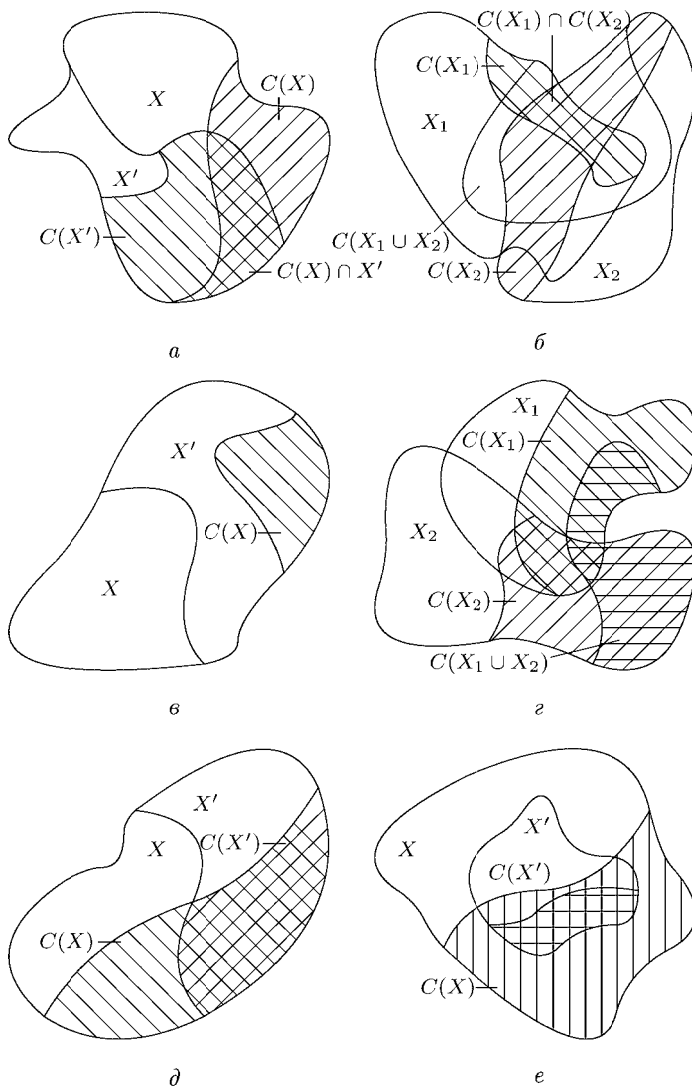 X
C(X)
X′
C(X′)
C(X) ∩ X′
а
C(X₁) ∩ C(X₂)
C(X₁)
X₁
C(X₁ ∪ X₂)
C(X₂)
X₂
б
X′
C(X)
X
в
X₁
C(X₁)
X₂
C(X₂)
C(X₁ ∪ X₂)
г
X′
X
C(X′)
C(X)
д
X′
X
C(X′)
C(X)
е